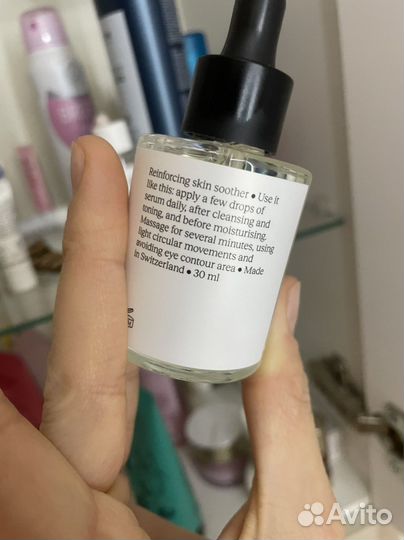 Reinforcing skin soother • Use it
like this: apply a few drops of
serum daily, after cleansing and
toning, and before moisturising.
Massage for several minutes, using
light circular movements and
avoiding eye contour area • Made
in Switzerland • 30 ml
Avito